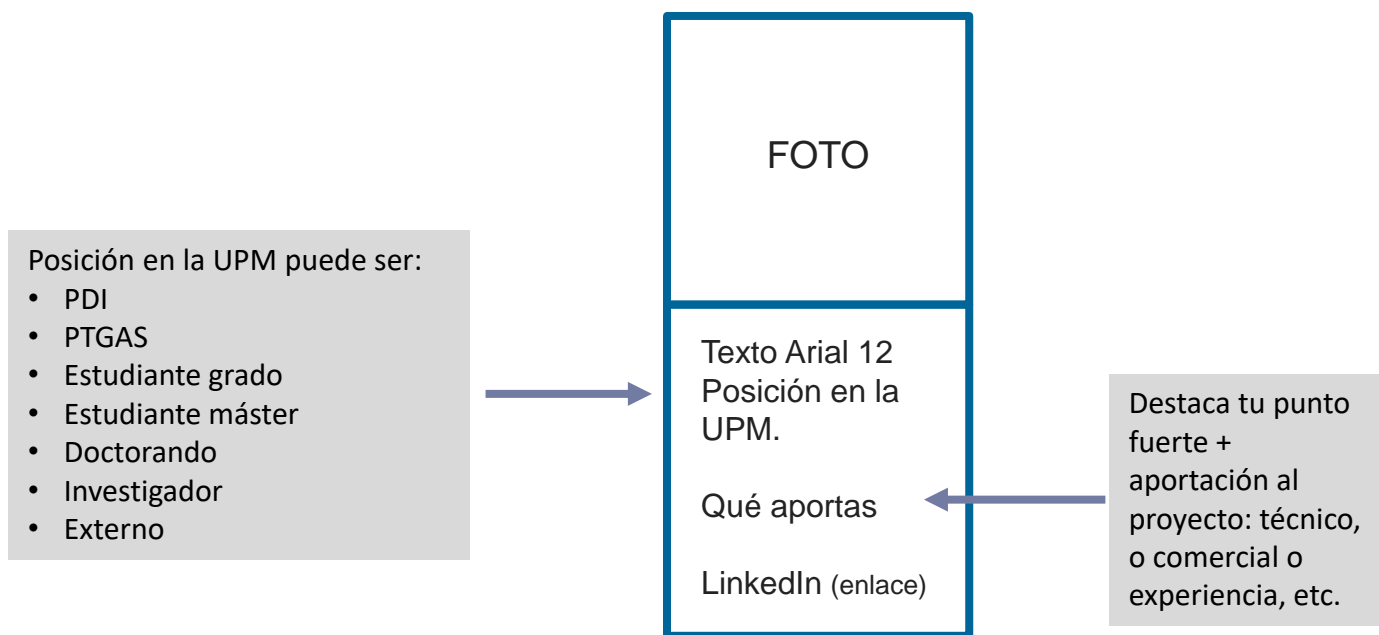 FOTO
Posición en la UPM puede ser:
• PDI
• PTGAS
• Estudiante grado
• Estudiante máster
• Doctorando
• Investigador
• Externo
Texto Arial 12
Posición en la
UPM.
Qué aportas
LinkedIn (enlace)
Destaca tu punto
fuerte +
aportación al
proyecto: técnico,
o comercial o
experiencia, etc.